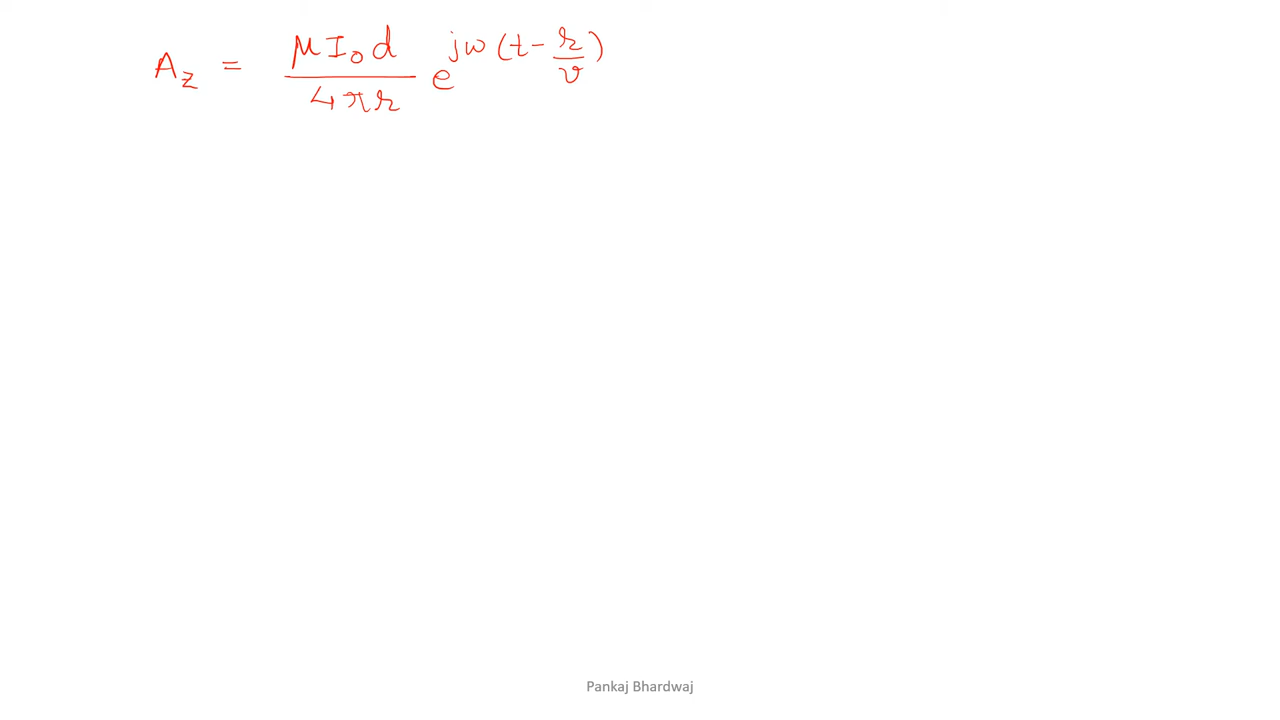 A_z = μI₀d / 4πr e^{jω(t - r/v)}
Pankaj Bhardwaj